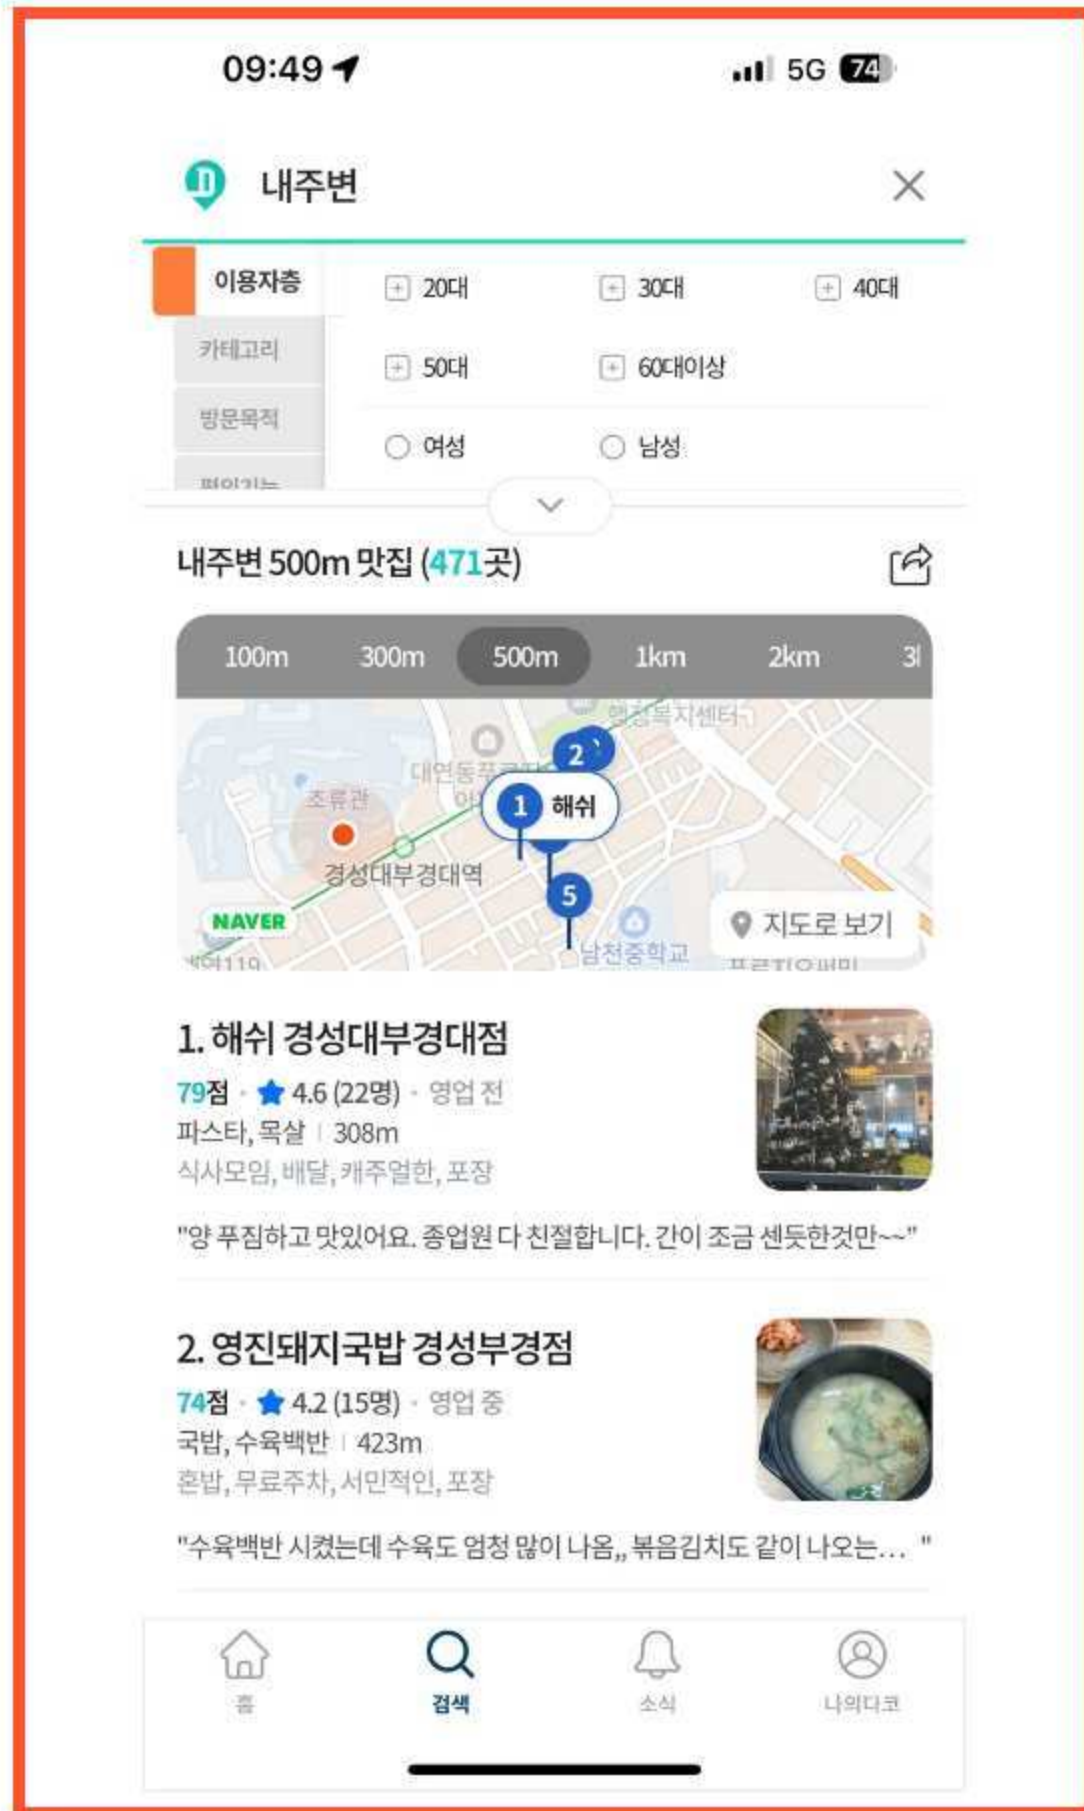 09:49
5G 74
내주변
이용자층
20대 30대 40대
카테고리
50대 60대이상
방문목적
여성 남성
내주변 500m 맛집 (471곳)
100m 300m 500m 1km 2km
행정복지센터
2
조류관
1 해쉬
경성대부경대역
5
NAVER
지도로 보기
남천중학교
1. 해쉬 경성대부경대점
79점 · ★ 4.6 (22명) · 영업 전
파스타, 목살 | 308m
식사모임, 배달, 캐주얼한, 포장
"양 푸짐하고 맛있어요. 종업원 다 친절합니다. 간이 조금 센듯한것만~~"
2. 영진돼지국밥 경성부경점
74점 · ★ 4.2 (15명) · 영업 중
국밥, 수육백반 | 423m
혼밥, 무료주차, 서민적인, 포장
"수육백반 시켰는데 수육도 엄청 많이 나옴,, 볶음김치도 같이 나오는... "
홈 검색 소식 나의디코